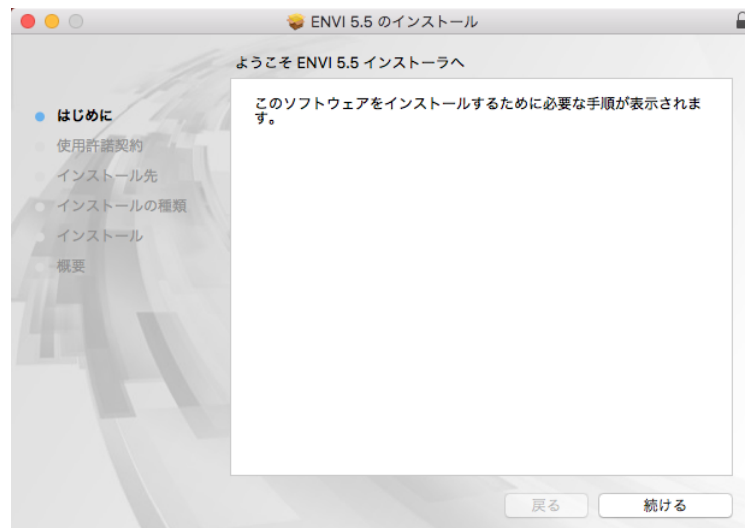 ENVI 5.5 のインストール
ようこそ ENVI 5.5 インストーラへ
はじめに
使用許諾契約
インストール先
インストールの種類
インストール
概要
このソフトウェアをインストールするために必要な手順が表示されま
す。
戻る
続ける